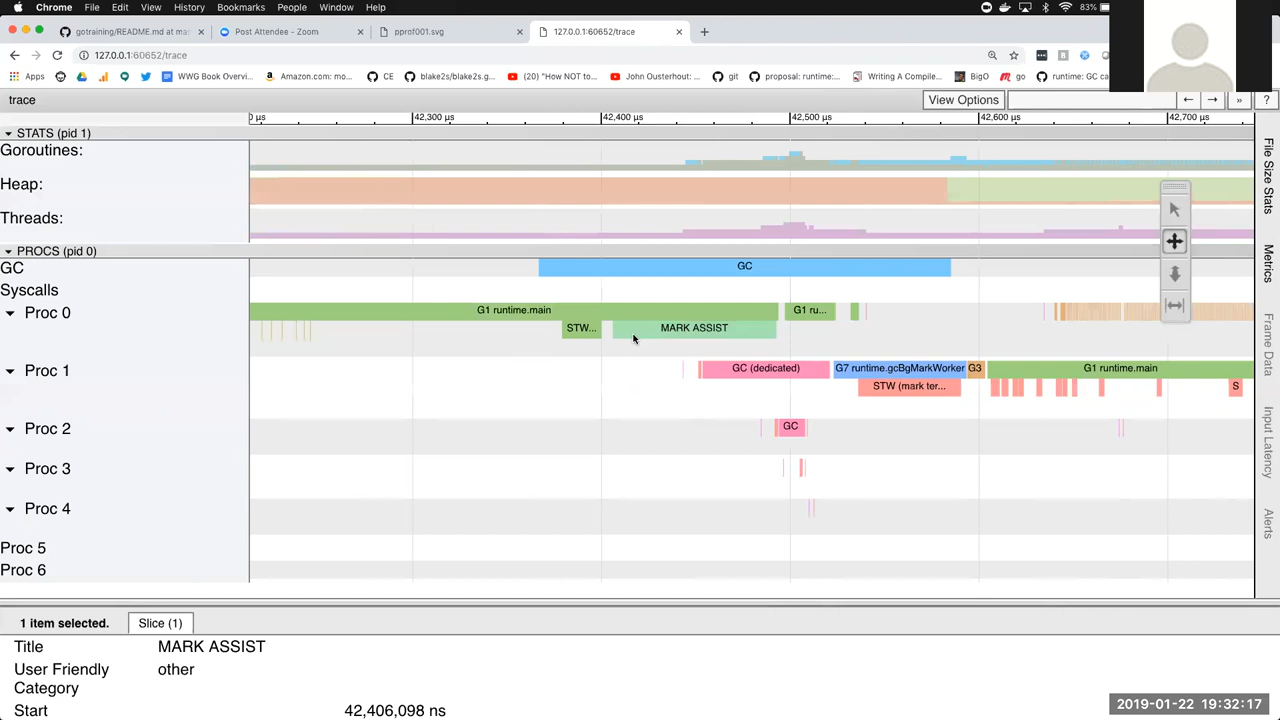 Chrome File Edit View History Bookmarks People Window Help 83%
gotraining/README.md at mas Post Attendee - Zoom pprof001.svg 127.0.0.1:60652/trace
127.0.0.1:60652/trace
Apps WWG Book Overvi... Amazon.com: mo... CE blake2s/blake2s.g... (20) "How NOT to... John Ousterhout:... git proposal: runtime:... Writing A Compile... BigO go runtime: GC ca
trace View Options ← → » ?
0 µs 42,300 µs 42,400 µs 42,500 µs 42,600 µs 42,700 µs
STATS (pid 1)
Goroutines:
Heap:
Threads:
PROCS (pid 0)
GC GC
Syscalls
Proc 0 G1 runtime.main G1 ru...
STW... MARK ASSIST
Proc 1 GC (dedicated) G7 runtime.gcBgMarkWorker G3 G1 runtime.main
STW (mark ter... S
Proc 2 GC
Proc 3
Proc 4
Proc 5
Proc 6
File Size Stats
Metrics
Frame Data
Input Latency
Alerts
1 item selected. Slice (1)
Title MARK ASSIST
User Friendly other
Category
Start 42,406,098 ns
2019-01-22 19:32:17